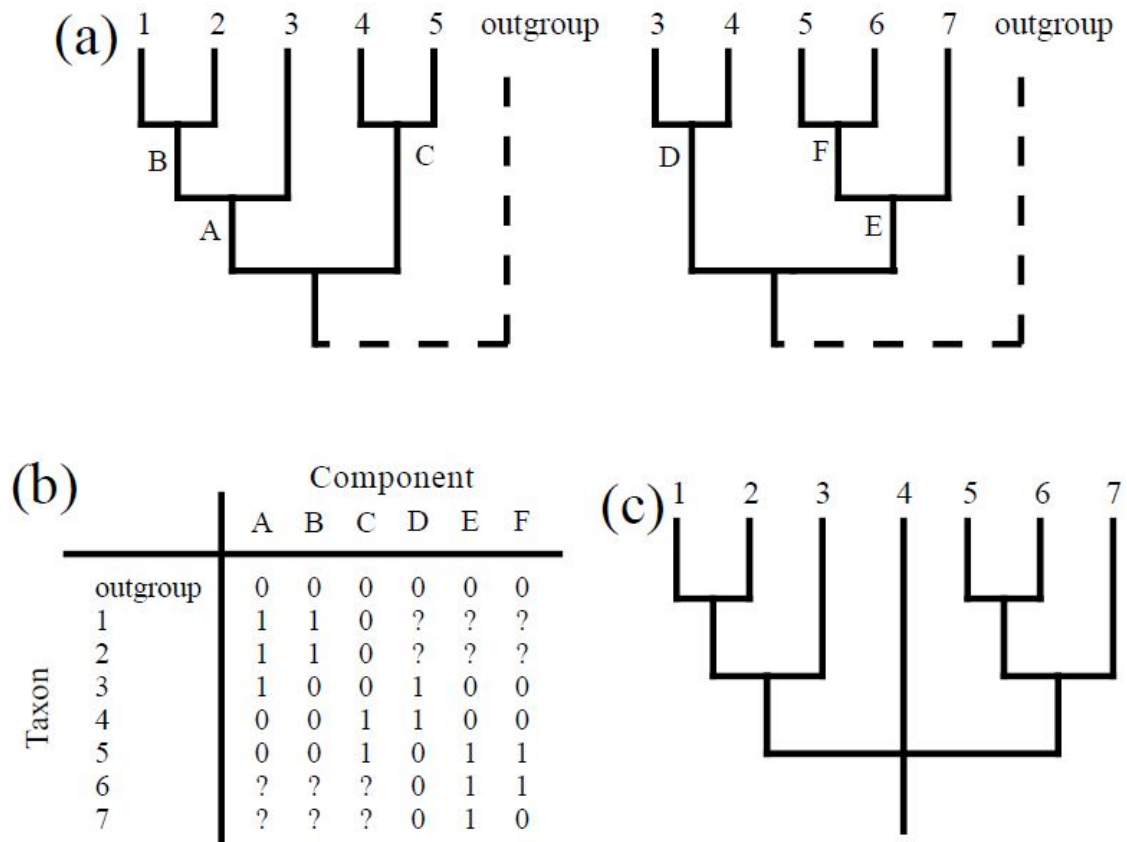 (a) 1 2 3 4 5 outgroup 3 4 5 6 7 outgroup
B C D F
A E
(b) Component
A B C D E F
Taxon
outgroup 0 0 0 0 0 0
1 1 1 0 ? ? ?
2 1 1 0 ? ? ?
3 1 0 0 1 0 0
4 0 0 1 1 0 0
5 0 0 1 0 1 1
6 ? ? ? 0 1 1
7 ? ? ? 0 1 0
(c) 1 2 3 4 5 6 7